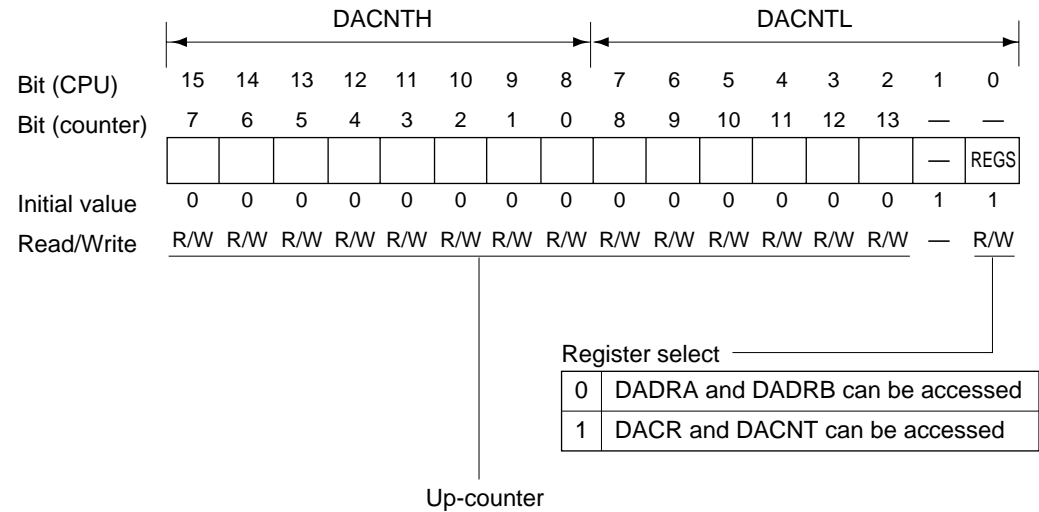 DACNTH DACNTL
Bit (CPU) 15 14 13 12 11 10 9 8 7 6 5 4 3 2 1 0
Bit (counter) 7 6 5 4 3 2 1 0 8 9 10 11 12 13 — —
— REGS
Initial value 0 0 0 0 0 0 0 0 0 0 0 0 0 0 1 1
Read/Write R/W R/W R/W R/W R/W R/W R/W R/W R/W R/W R/W R/W R/W R/W — R/W
Register select
0 DADRA and DADRB can be accessed
1 DACR and DACNT can be accessed
Up-counter